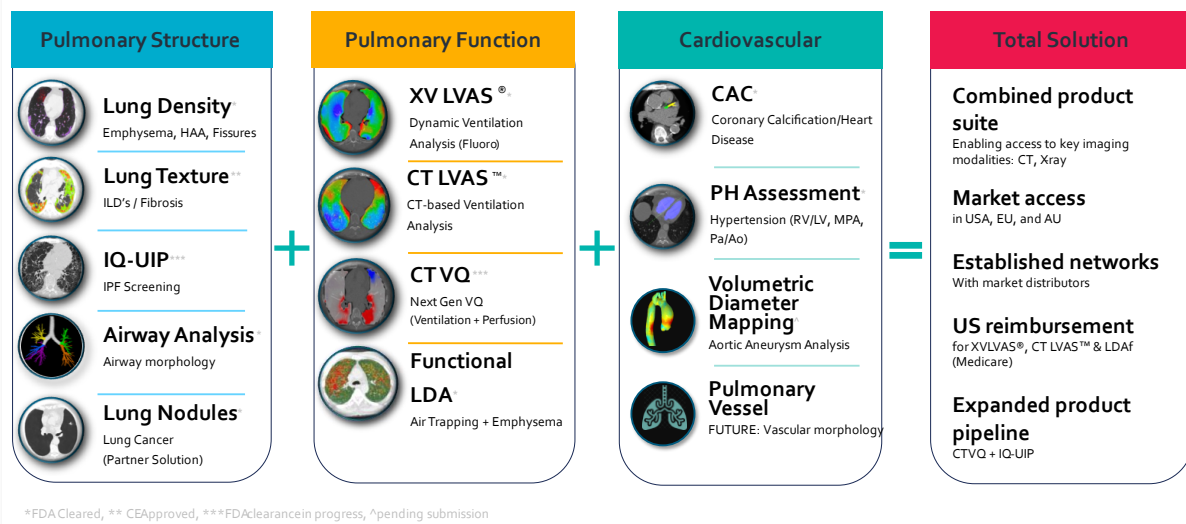 Pulmonary Structure
Lung Density*
Emphysema, HAA, Fissures
Lung Texture**
ILD's / Fibrosis
IQ-UIP***
IPF Screening
Airway Analysis*
Airway morphology
Lung Nodules*
Lung Cancer
(Partner Solution)
Pulmonary Function
XV LVAS ®*
Dynamic Ventilation
Analysis (Fluoro)
CT LVAS ™*
CT-based Ventilation
Analysis
CT VQ ***
Next Gen VQ
(Ventilation + Perfusion)
Functional
LDA*
Air Trapping + Emphysema
Cardiovascular
CAC*
Coronary Calcification/Heart
Disease
PH Assessment*
Hypertension (RV/LV, MPA,
Pa/Ao)
Volumetric
Diameter
Mapping
Aortic Aneurysm Analysis
Pulmonary
Vessel
FUTURE: Vascular morphology
Total Solution
Combined product
suite
Enabling access to key imaging
modalities: CT, Xray
Market access
in USA, EU, and AU
Established networks
With market distributors
US reimbursement
for XVLVAS®, CT LVAS™ & LDAf
(Medicare)
Expanded product
pipeline
CTVQ + IQ-UIP
*FDA Cleared, ** CEApproved, ***FDAclearancein progress, ^pending submission